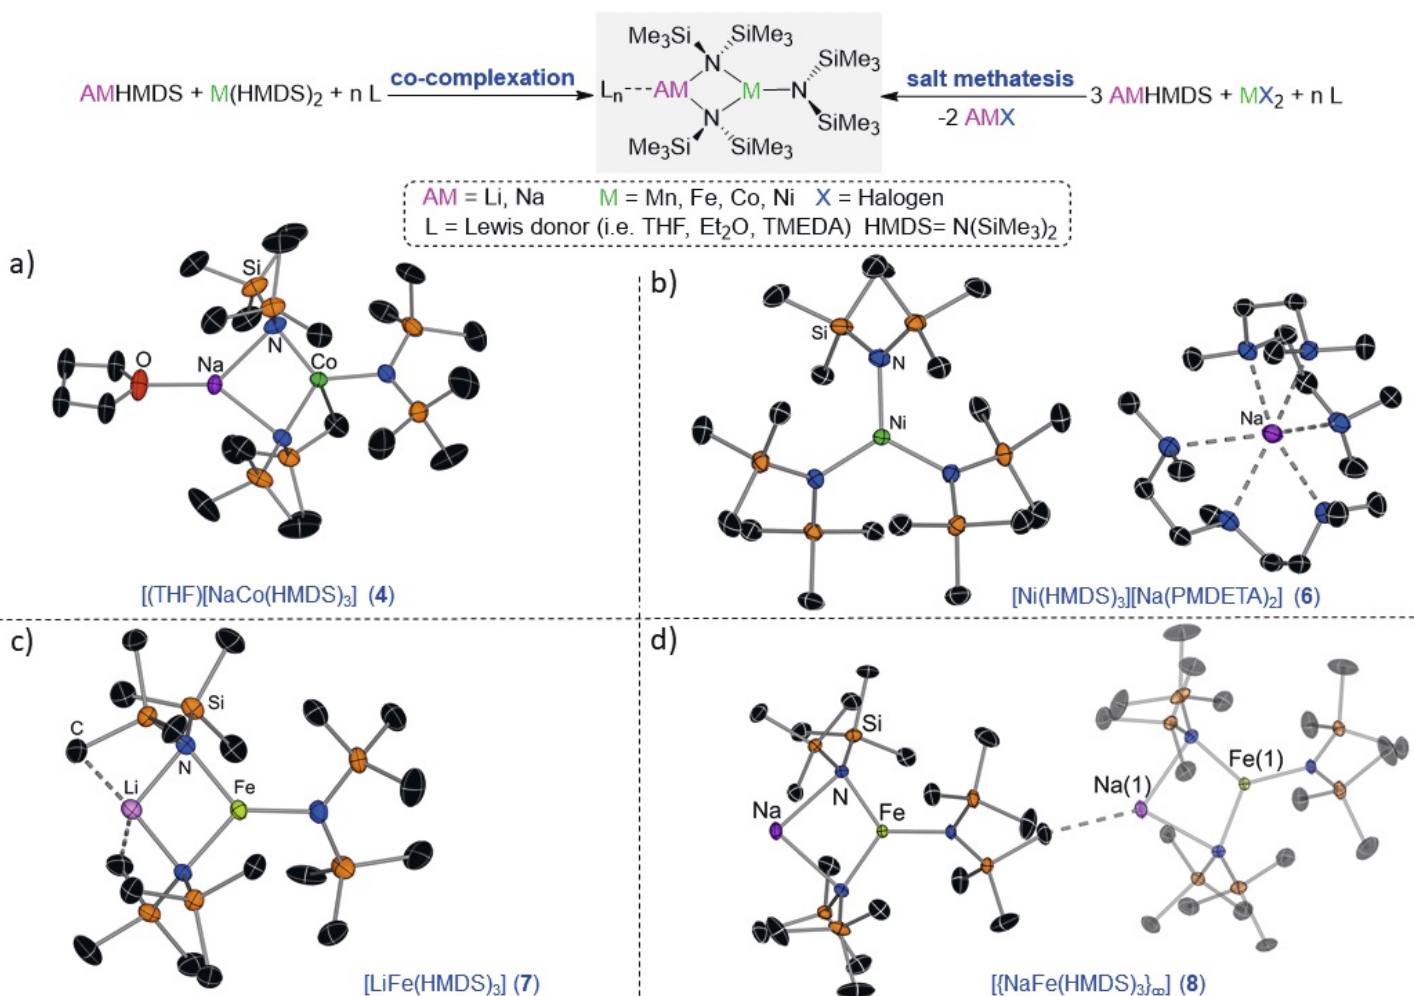 AMHMDS + M(HMDS)2 + n L
co-complexation
Ln---AM
Me3Si
SiMe3
N
M
N
SiMe3
SiMe3
N
Me3Si
SiMe3
salt methatesis
-2 AMX
3 AMHMDS + MX2 + n L
AM = Li, Na M = Mn, Fe, Co, Ni X = Halogen
L = Lewis donor (i.e. THF, Et2O, TMEDA) HMDS= N(SiMe3)2
a)
Si
N
Na
Co
O
[(THF)[NaCo(HMDS)3] (4)
b)
Si
N
Ni
Na
[Ni(HMDS)3][Na(PMDETA)2] (6)
c)
Si
C
N
Li
Fe
[LiFe(HMDS)3] (7)
d)
Si
N
Na
Fe
Na(1)
Fe(1)
[{NaFe(HMDS)3}∞] (8)